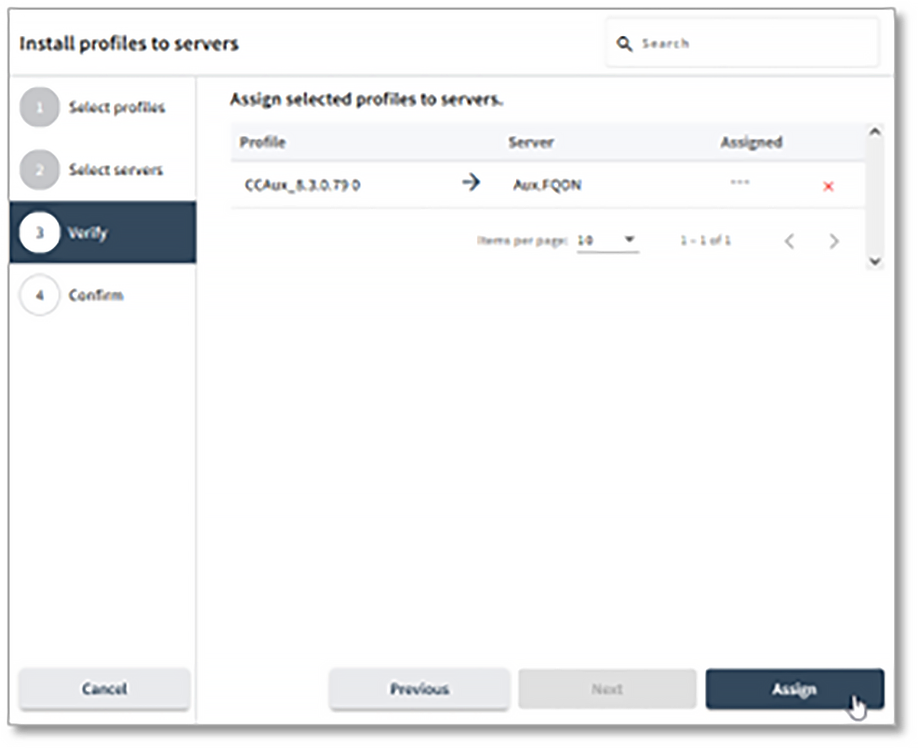 Install profiles to servers
Search
1 Select profiles
2 Select servers
3 Verify
4 Confirm
Assign selected profiles to servers.
Profile Server Assigned
CCAux_8.3.0.79 0 → Aux.FQDN ---
Items per page: 10 1 – 1 of 1
Cancel Previous Next Assign